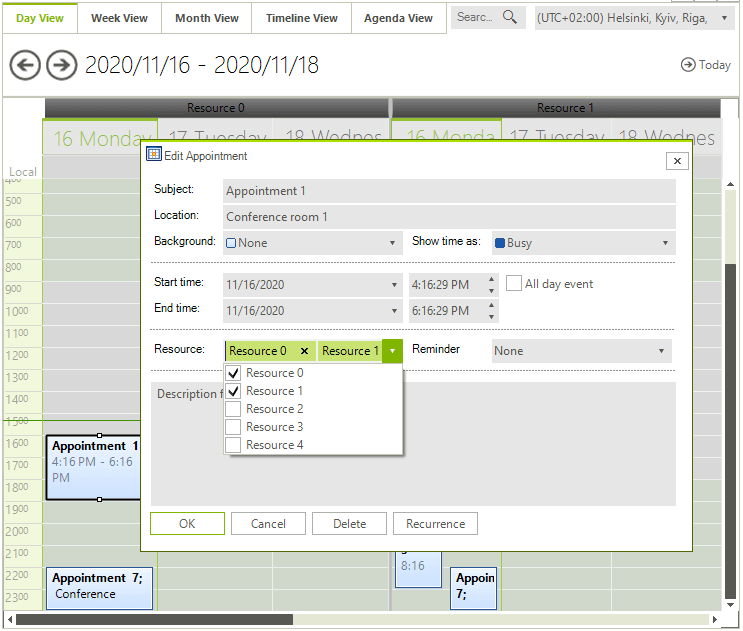 Day View
Week View
Month View
Timeline View
Agenda View
Searc...
(UTC+02:00) Helsinki, Kyiv, Riga,
2020/11/16 - 2020/11/18
Today
Resource 0
Resource 1
16 Monday
17 Tuesday
18 Wednes
16 Monda
17 Tuesday
18 Wednes
Local
400
500
600
700
800
900
1000
1100
1200
1300
1400
1500
1600
1700
1800
1900
2000
2100
2200
2300
Edit Appointment
Subject:
Appointment 1
Location:
Conference room 1
Background:
None
Show time as:
Busy
Start time:
11/16/2020
4:16:29 PM
All day event
End time:
11/16/2020
6:16:29 PM
Resource:
Resource 0
Resource 1
Reminder
None
Resource 0
Resource 1
Resource 2
Resource 3
Resource 4
Description
OK
Cancel
Delete
Recurrence
Appointment 1
4:16 PM - 6:16
PM
Appointment 7;
Conference
8:16
Appoin
7;